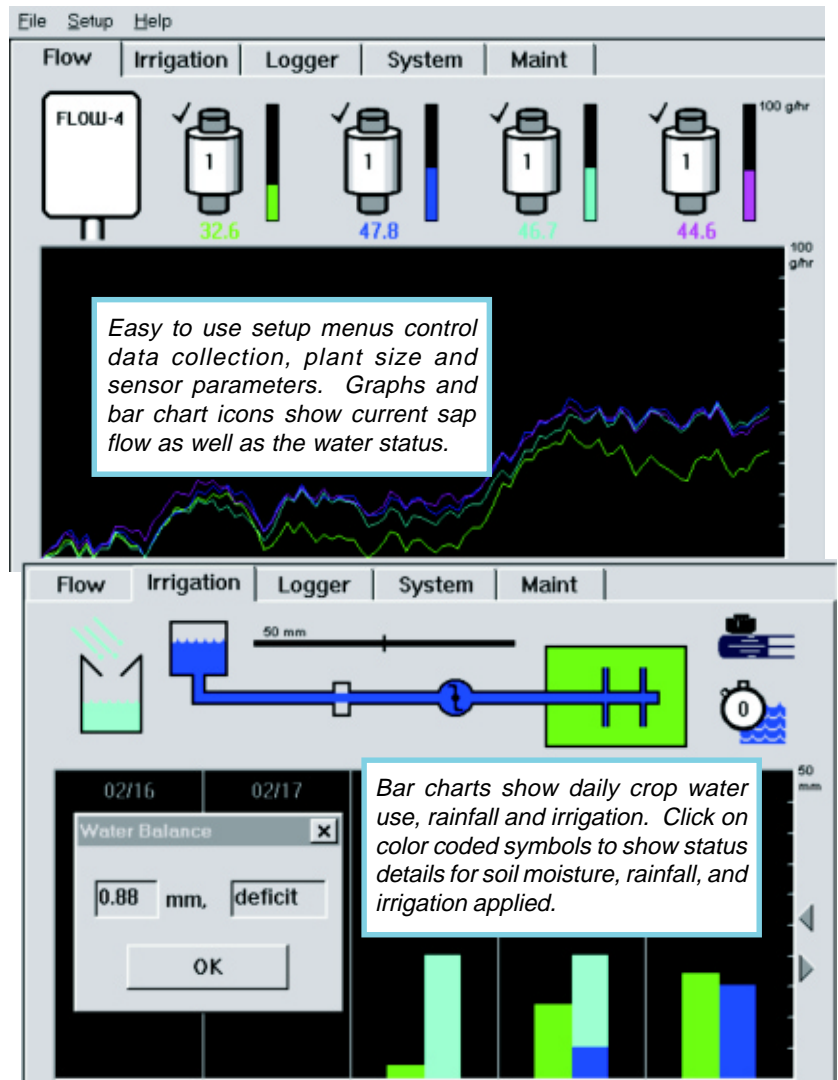 File Setup Help
Flow Irrigation Logger System Maint
FLOW-4
1 1 1 1
100 g/hr
32.6 47.8 46.7 44.6
100
g/hr
Easy to use setup menus control
data collection, plant size and
sensor parameters. Graphs and
bar chart icons show current sap
flow as well as the water status.
Flow Irrigation Logger System Maint
50 mm
0
50
mm
02/16 02/17
Bar charts show daily crop water
use, rainfall and irrigation. Click on
color coded symbols to show status
details for soil moisture, rainfall, and
irrigation applied.
Water Balance
0.88 mm, deficit
OK